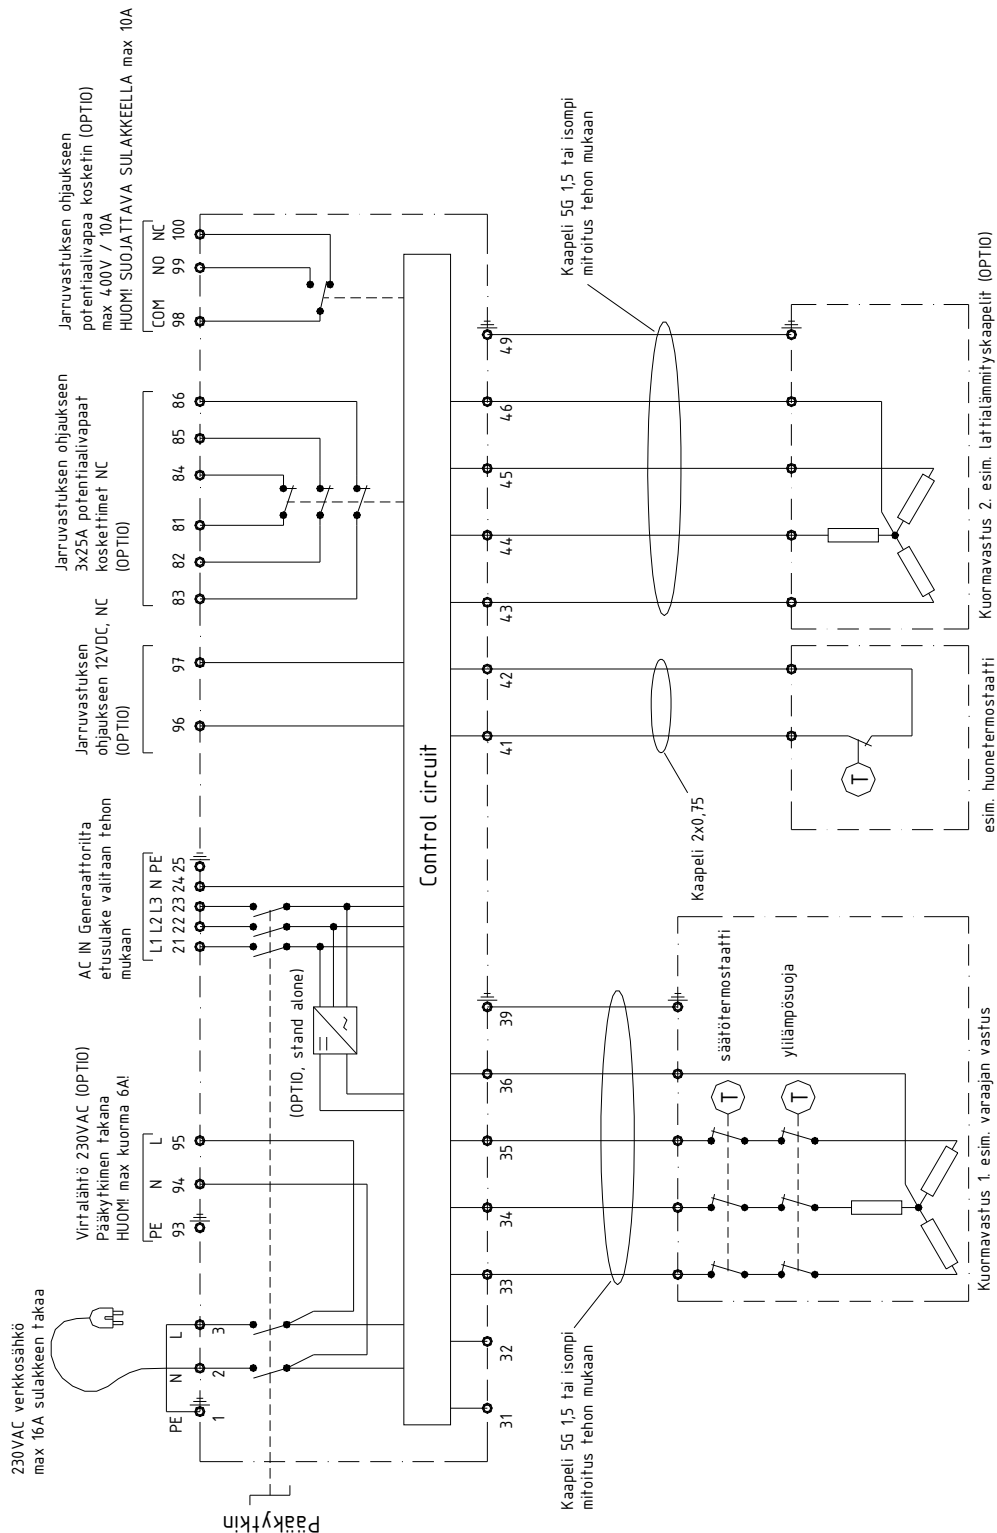 230VAC verkkosähkö
max 16A sulakkeen takaa
PE
N
L
1
2
3
Virtalähtö 230VAC (OPTIO)
Pääkytkimen takana
HUOM! max kuorma 6A!
PE
N
L
93
94
95
AC IN Generaattorilta
etusulake valitaan tehon
mukaan
L1 L2 L3 N PE
21 22 23 24 25
Jarruvastuksen
ohjaukseen 12VDC, NC
(OPTIO)
96
97
Jarruvastuksen ohjaukseen
3x25A potentiaalivapaat
koskettimet NC
(OPTIO)
83
82
81
84
85
86
Jarruvastuksen ohjaukseen
potentiaalivapaa kosketin (OPTIO)
max 400V / 10A
HUOM! SUOJATTAVA SULAKKEELLA max 10A
COM
NO
NC
98
99
100
Pääkytkin
(OPTIO, stand alone)
Control circuit
31
32
33
34
35
36
39
41
42
43
44
45
46
49
Kaapeli 5G 1,5 tai isompi
mitoitus tehon mukaan
Kaapeli 2x0,75
Kaapeli 5G 1,5 tai isompi
mitoitus tehon mukaan
säätötermostaatti
T
ylilämpösuoja
T
T
Kuormavastus 1. esim. varaajan vastus
esim. huonetermostaatti
Kuormavastus 2. esim. lattialämmityskaapelit (OPTIO)